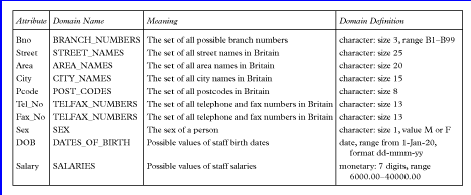 Attribute Domain Name Meaning Domain Definition
Bno BRANCH_NUMBERS The set of all possible branch numbers character: size 3, range B1–B99
Street STREET_NAMES The set of all street names in Britain character: size 25
Area AREA_NAMES The set of all area names in Britain character: size 20
City CITY_NAMES The set of all city names in Britain character: size 15
Pcode POST_CODES The set of all postcodes in Britain character: size 8
Tel_No TELFAX_NUMBERS The set of all telephone and fax numbers in Britain character: size 13
Fax_No TELFAX_NUMBERS The set of all telephone and fax numbers in Britain character: size 13
Sex SEX The sex of a person character: size 1, value M or F
DOB DATES_OF_BIRTH Possible values of staff birth dates date, range from 1-Jan-20,
format dd-mmm-yy
Salary SALARIES Possible values of staff salaries monetary: 7 digits, range
6000.00–40000.00